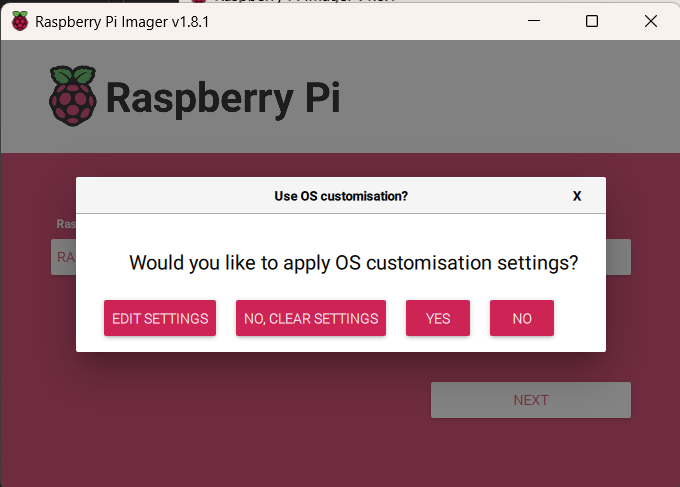 Raspberry Pi Imager v1.8.1
Raspberry Pi
Use OS customisation?
X
Ras
RA
Would you like to apply OS customisation settings?
EDIT SETTINGS
NO, CLEAR SETTINGS
YES
NO
NEXT